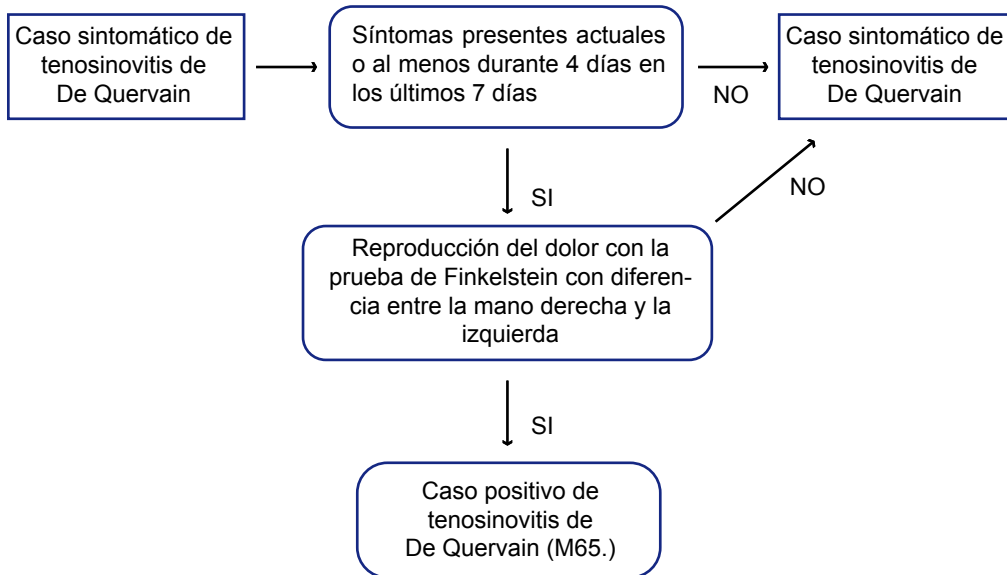 Caso sintomático de
tenosinovitis de
De Quervain
Síntomas presentes actuales
o al menos durante 4 días en
los últimos 7 días
NO
Caso sintomático de
tenosinovitis de
De Quervain
SI
NO
Reproducción del dolor con la
prueba de Finkelstein con diferen-
cia entre la mano derecha y la
izquierda
SI
Caso positivo de
tenosinovitis de
De Quervain (M65.)